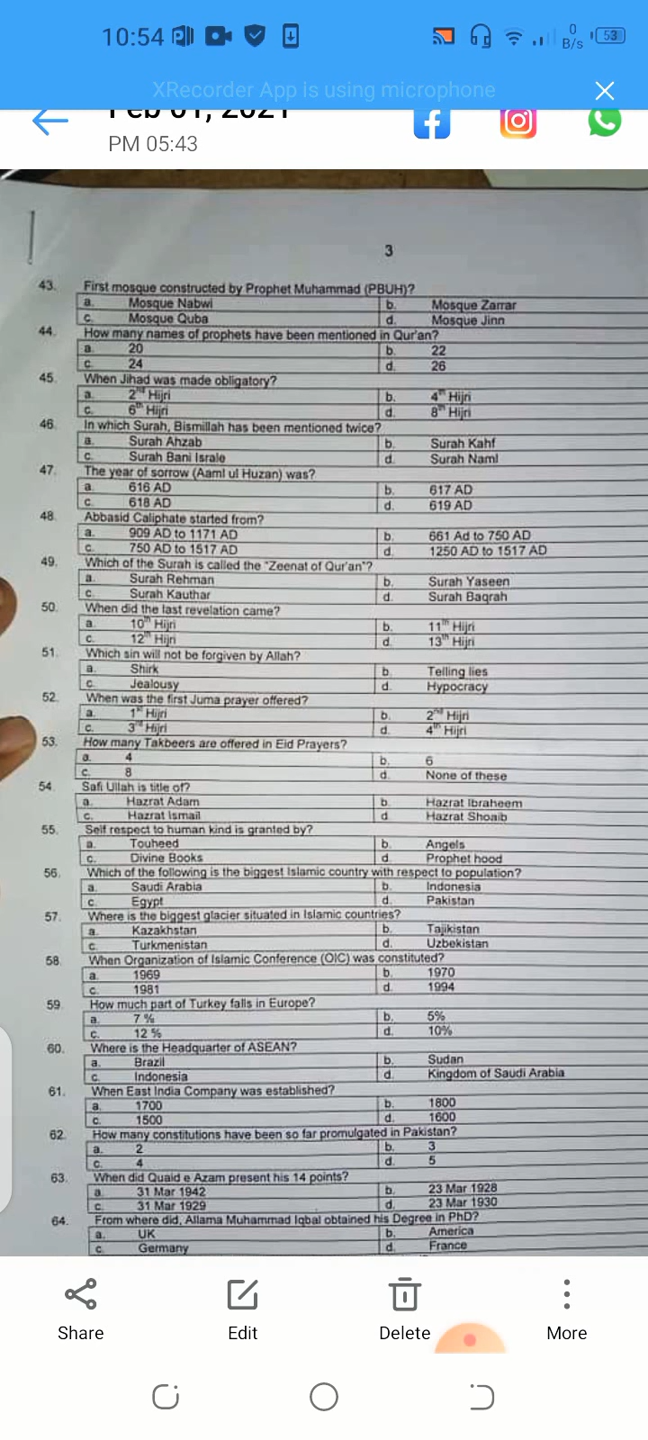 10:54
0 B/s 53
XRecorder App is using microphone
Feb 01, 2021
PM 05:43
3
43. First mosque constructed by Prophet Muhammad (PBUH)?
a. Mosque Nabwi b. Mosque Zarrar
c. Mosque Quba d. Mosque Jinn
44. How many names of prophets have been mentioned in Qur'an?
a. 20 b. 22
c. 24 d. 26
45. When Jihad was made obligatory?
a. 2nd Hijri b. 4th Hijri
c. 6th Hijri d. 8th Hijri
46. In which Surah, Bismillah has been mentioned twice?
a. Surah Ahzab b. Surah Kahf
c. Surah Bani Israle d. Surah Naml
47. The year of sorrow (Aaml ul Huzan) was?
a. 616 AD b. 617 AD
c. 618 AD d. 619 AD
48. Abbasid Caliphate started from?
a. 909 AD to 1171 AD b. 661 Ad to 750 AD
c. 750 AD to 1517 AD d. 1250 AD to 1517 AD
49. Which of the Surah is called the "Zeenat of Qur'an"?
a. Surah Rehman b. Surah Yaseen
c. Surah Kauthar d. Surah Baqrah
50. When did the last revelation came?
a. 10th Hijri b. 11th Hijri
c. 12th Hijri d. 13th Hijri
51. Which sin will not be forgiven by Allah?
a. Shirk b. Telling lies
c. Jealousy d. Hypocracy
52. When was the first Juma prayer offered?
a. 1st Hijri b. 2nd Hijri
c. 3rd Hijri d. 4th Hijri
53. How many Takbeers are offered in Eid Prayers?
a. 4 b. 6
c. 8 d. None of these
54. Safi Ullah is title of?
a. Hazrat Adam b. Hazrat Ibraheem
c. Hazrat Ismail d. Hazrat Shoaib
55. Self respect to human kind is granted by?
a. Touheed b. Angels
c. Divine Books d. Prophet hood
56. Which of the following is the biggest Islamic country with respect to population?
a. Saudi Arabia b. Indonesia
c. Egypt d. Pakistan
57. Where is the biggest glacier situated in Islamic countries?
a. Kazakhstan b. Tajikistan
c. Turkmenistan d. Uzbekistan
58. When Organization of Islamic Conference (OIC) was constituted?
a. 1969 b. 1970
c. 1981 d. 1994
59. How much part of Turkey falls in Europe?
a. 7 % b. 5%
c. 12 % d. 10%
60. Where is the Headquarter of ASEAN?
a. Brazil b. Sudan
c. Indonesia d. Kingdom of Saudi Arabia
61. When East India Company was established?
a. 1700 b. 1800
c. 1500 d. 1600
62. How many constitutions have been so far promulgated in Pakistan?
a. 2 b. 3
c. 4 d. 5
63. When did Quaid e Azam present his 14 points?
a. 31 Mar 1942 b. 23 Mar 1928
c. 31 Mar 1929 d. 23 Mar 1930
64. From where did, Allama Muhammad Iqbal obtained his Degree in PhD?
a. UK b. America
c. Germany d. France
Share Edit Delete More